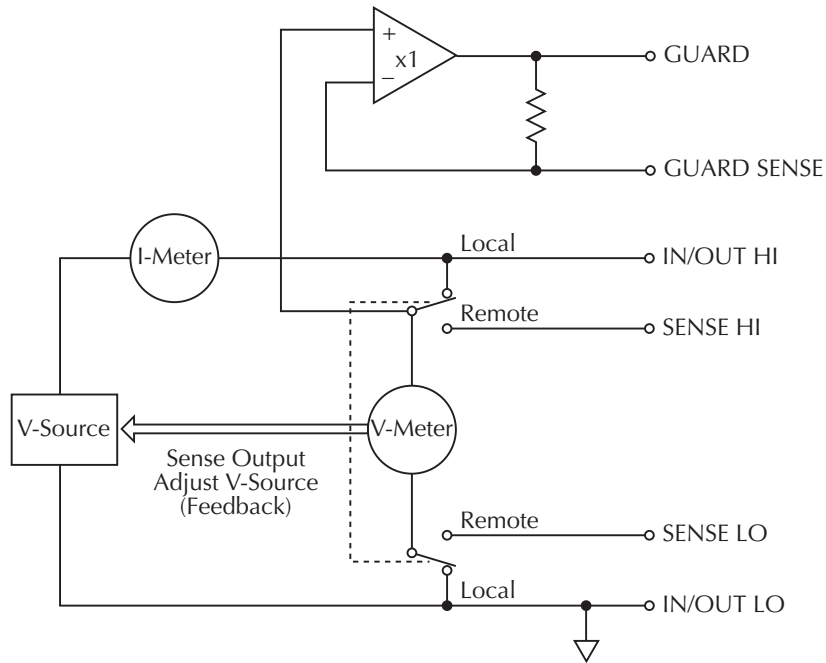 +
x1
−
GUARD
GUARD SENSE
I-Meter
Local
IN/OUT HI
Remote
SENSE HI
V-Source
V-Meter
Sense Output
Adjust V-Source
(Feedback)
Remote
SENSE LO
Local
IN/OUT LO